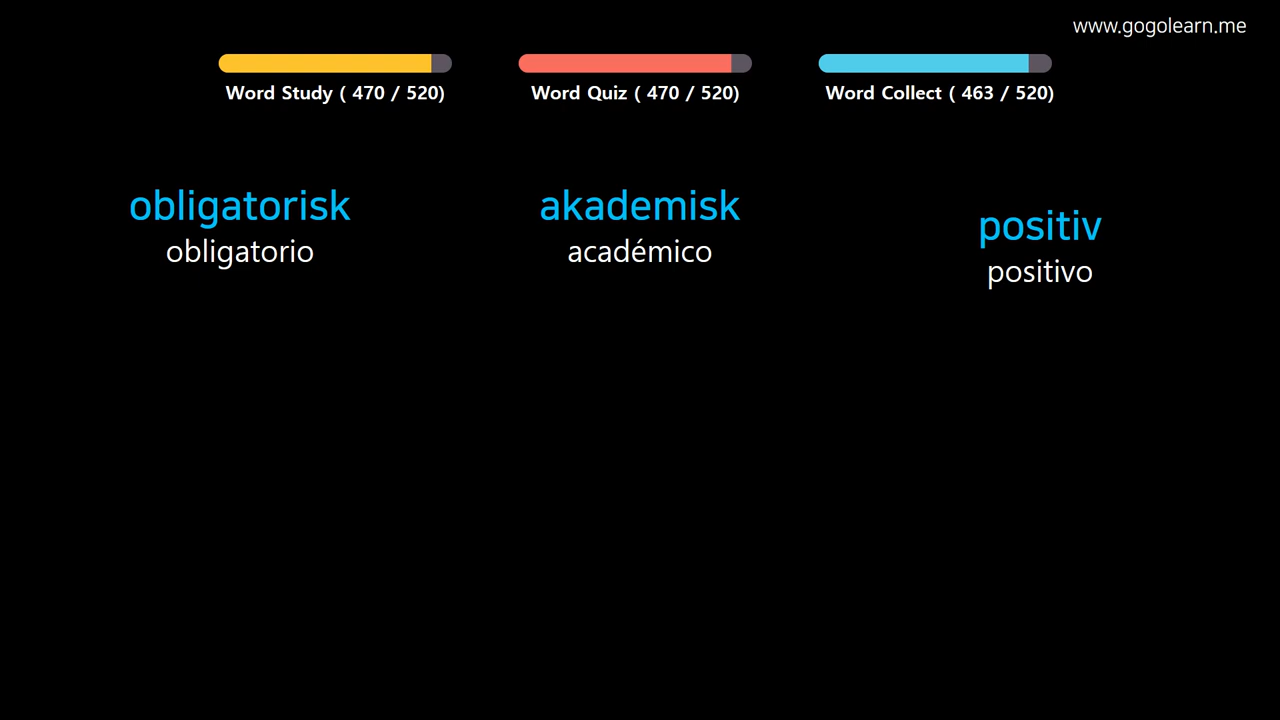 www.gogolearn.me
Word Study ( 470 / 520)
Word Quiz ( 470 / 520)
Word Collect ( 463 / 520)
obligatorisk
obligatorio
akademisk
académico
positiv
positivo